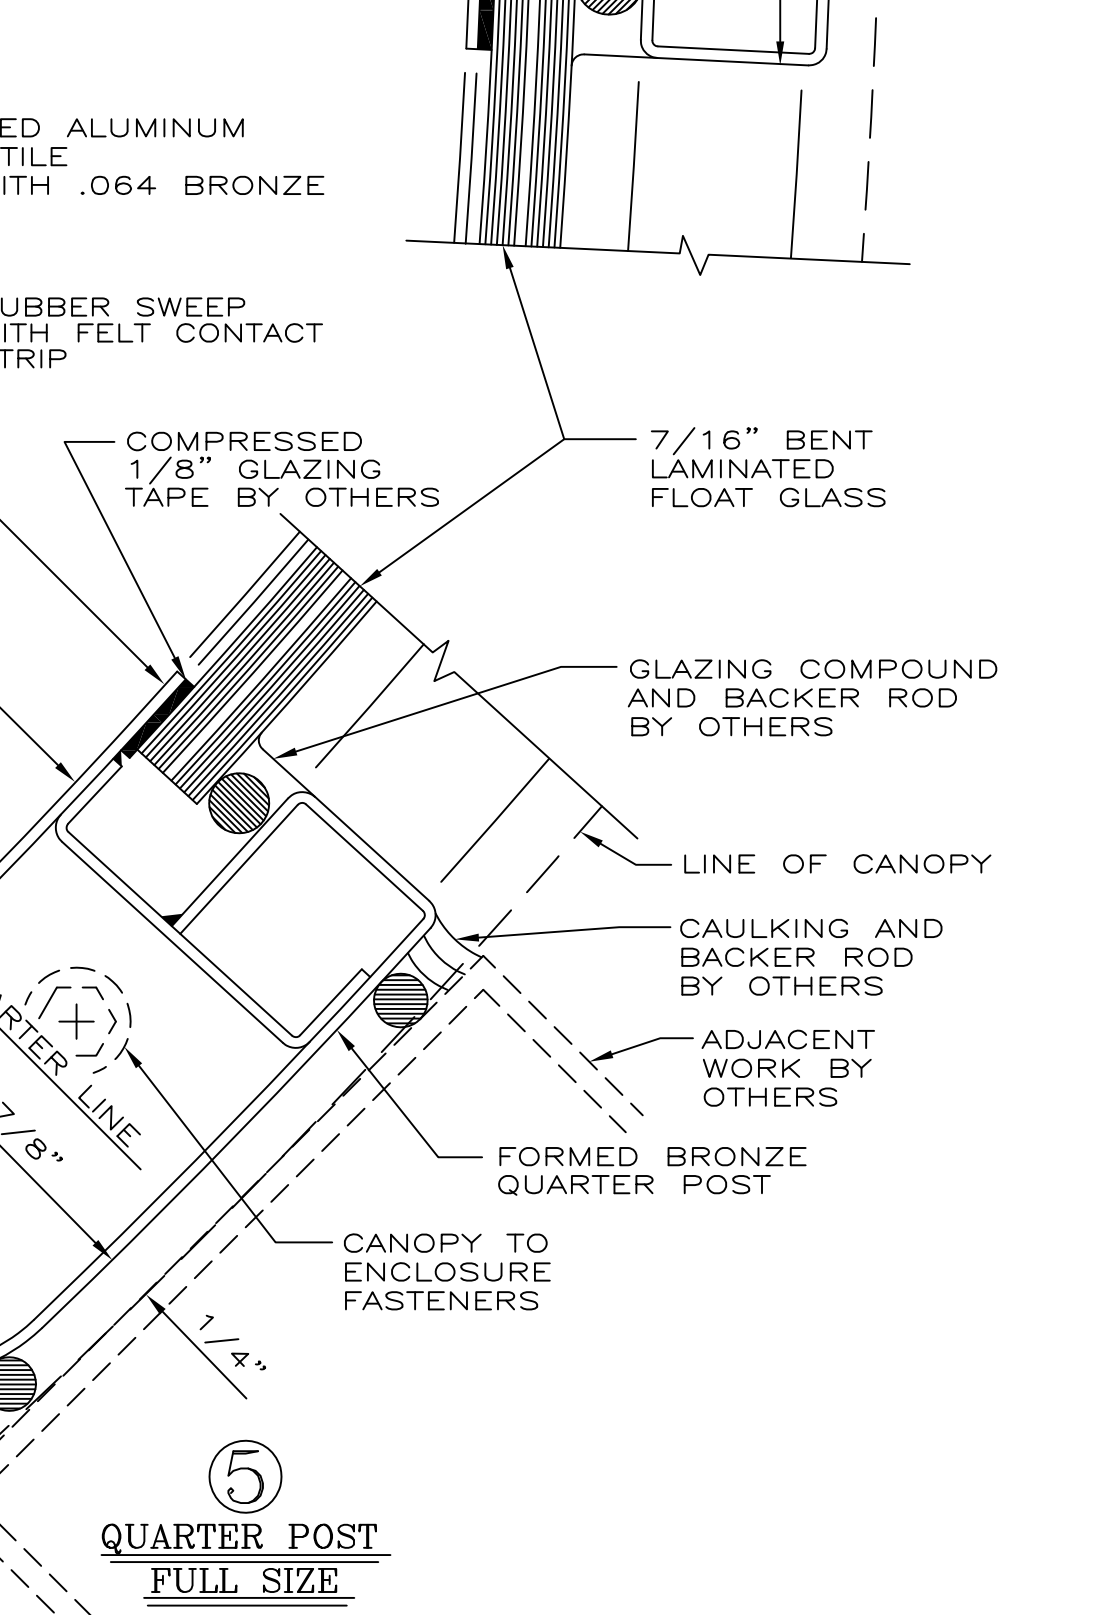 ED ALUMINUM
TILE
ITH .064 BRONZE
UBBER SWEEP
ITH FELT CONTACT
TRIP
COMPRESSED
1/8" GLAZING
TAPE BY OTHERS
7/16" BENT
LAMINATED
FLOAT GLASS
GLAZING COMPOUND
AND BACKER ROD
BY OTHERS
LINE OF CANOPY
CAULKING AND
BACKER ROD
BY OTHERS
ADJACENT
WORK BY
OTHERS
RTER LINE
7/8"
FORMED BRONZE
QUARTER POST
CANOPY TO
ENCLOSURE
FASTENERS
1/4"
5
QUARTER POST
FULL SIZE